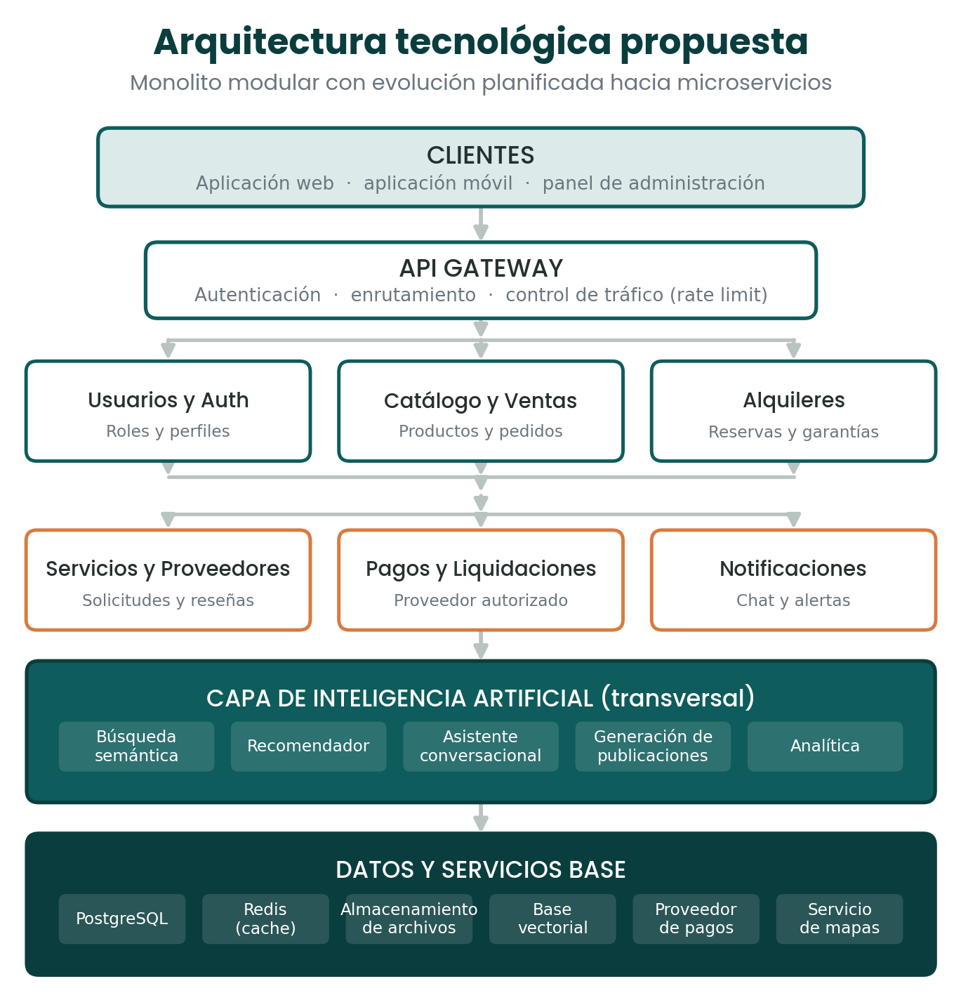 Arquitectura tecnológica propuesta
Monolito modular con evolución planificada hacia microservicios
CLIENTES
Aplicación web · aplicación móvil · panel de administración
API GATEWAY
Autenticación · enrutamiento · control de tráfico (rate limit)
Usuarios y Auth
Roles y perfiles
Catálogo y Ventas
Productos y pedidos
Alquileres
Reservas y garantías
Servicios y Proveedores
Solicitudes y reseñas
Pagos y Liquidaciones
Proveedor autorizado
Notificaciones
Chat y alertas
CAPA DE INTELIGENCIA ARTIFICIAL (transversal)
Búsqueda
semántica
Recomendador
Asistente
conversacional
Generación de
publicaciones
Analítica
DATOS Y SERVICIOS BASE
PostgreSQL
Redis
(cache)
Almacenamiento
de archivos
Base
vectorial
Proveedor
de pagos
Servicio
de mapas